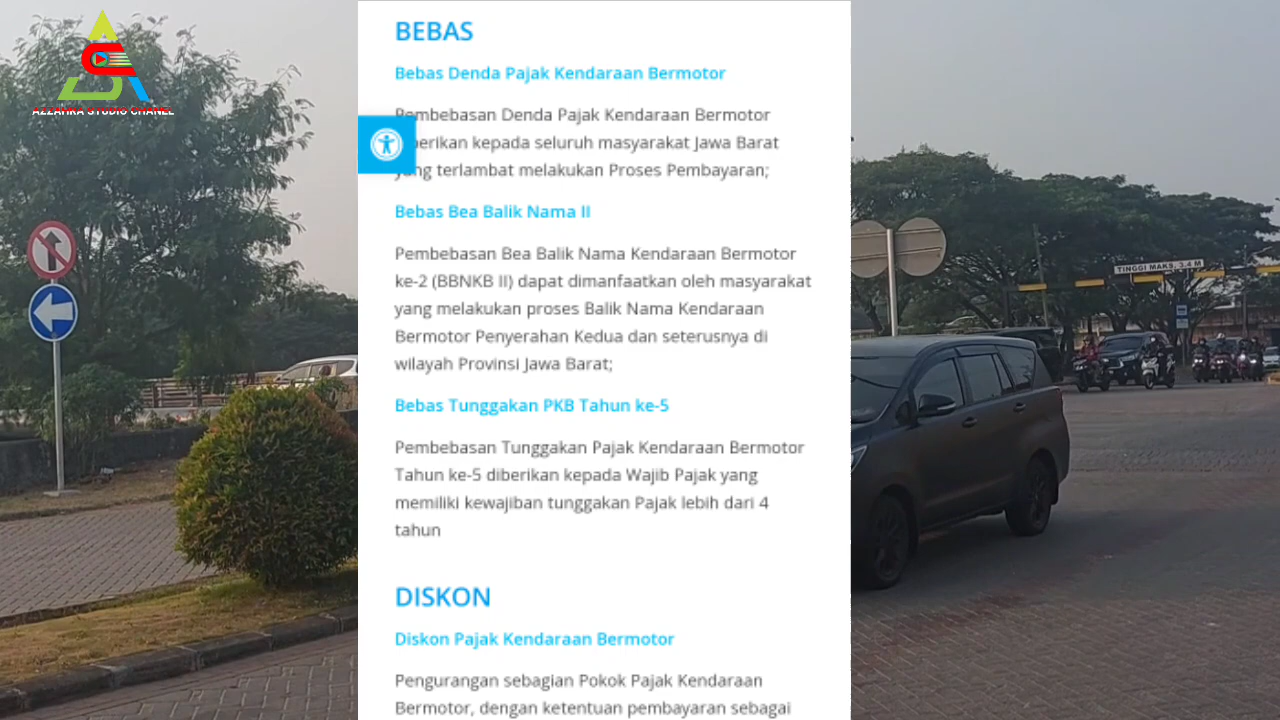 AZZAHRA STUDIO CHANEL
BEBAS
Bebas Denda Pajak Kendaraan Bermotor
Pembebasan Denda Pajak Kendaraan Bermotor
diberikan kepada seluruh masyarakat Jawa Barat
yang terlambat melakukan Proses Pembayaran;
Bebas Bea Balik Nama II
Pembebasan Bea Balik Nama Kendaraan Bermotor
ke-2 (BBNKB II) dapat dimanfaatkan oleh masyarakat
yang melakukan proses Balik Nama Kendaraan
Bermotor Penyerahan Kedua dan seterusnya di
wilayah Provinsi Jawa Barat;
Bebas Tunggakan PKB Tahun ke-5
Pembebasan Tunggakan Pajak Kendaraan Bermotor
Tahun ke-5 diberikan kepada Wajib Pajak yang
memiliki kewajiban tunggakan Pajak lebih dari 4
tahun
DISKON
Diskon Pajak Kendaraan Bermotor
Pengurangan sebagian Pokok Pajak Kendaraan
Bermotor, dengan ketentuan pembayaran sebagai
TINGGI MAKS. 3.4 M